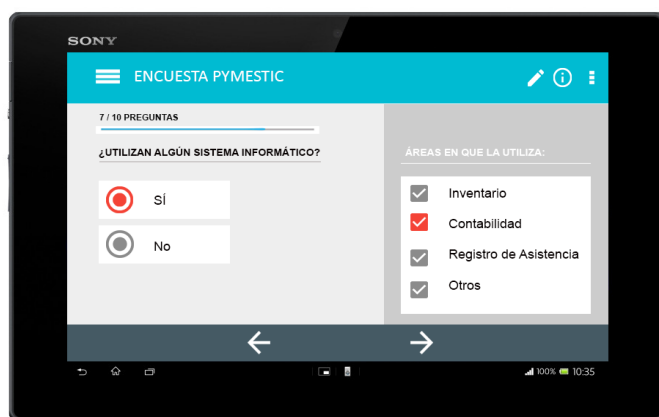 SONY
ENCUESTA PYMESTIC
7 / 10 PREGUNTAS
¿UTILIZAN ALGÚN SISTEMA INFORMÁTICO?
SÍ
No
ÁREAS EN QUE LA UTILIZA:
Inventario
Contabilidad
Registro de Asistencia
Otros
100% 10:35